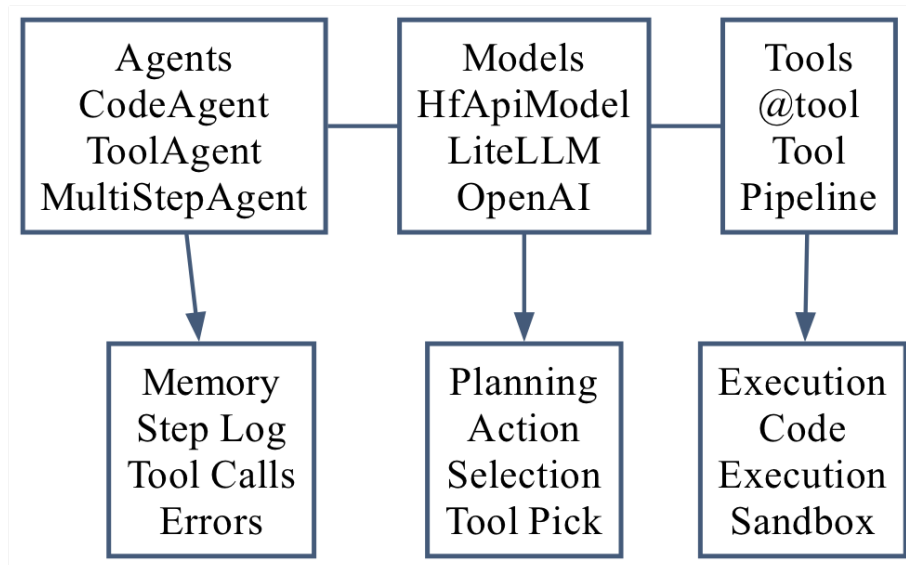 Agents
CodeAgent
ToolAgent
MultiStepAgent
Models
HfApiModel
LiteLLM
OpenAI
Tools
@tool
Tool
Pipeline
Memory
Step Log
Tool Calls
Errors
Planning
Action
Selection
Tool Pick
Execution
Code
Execution
Sandbox